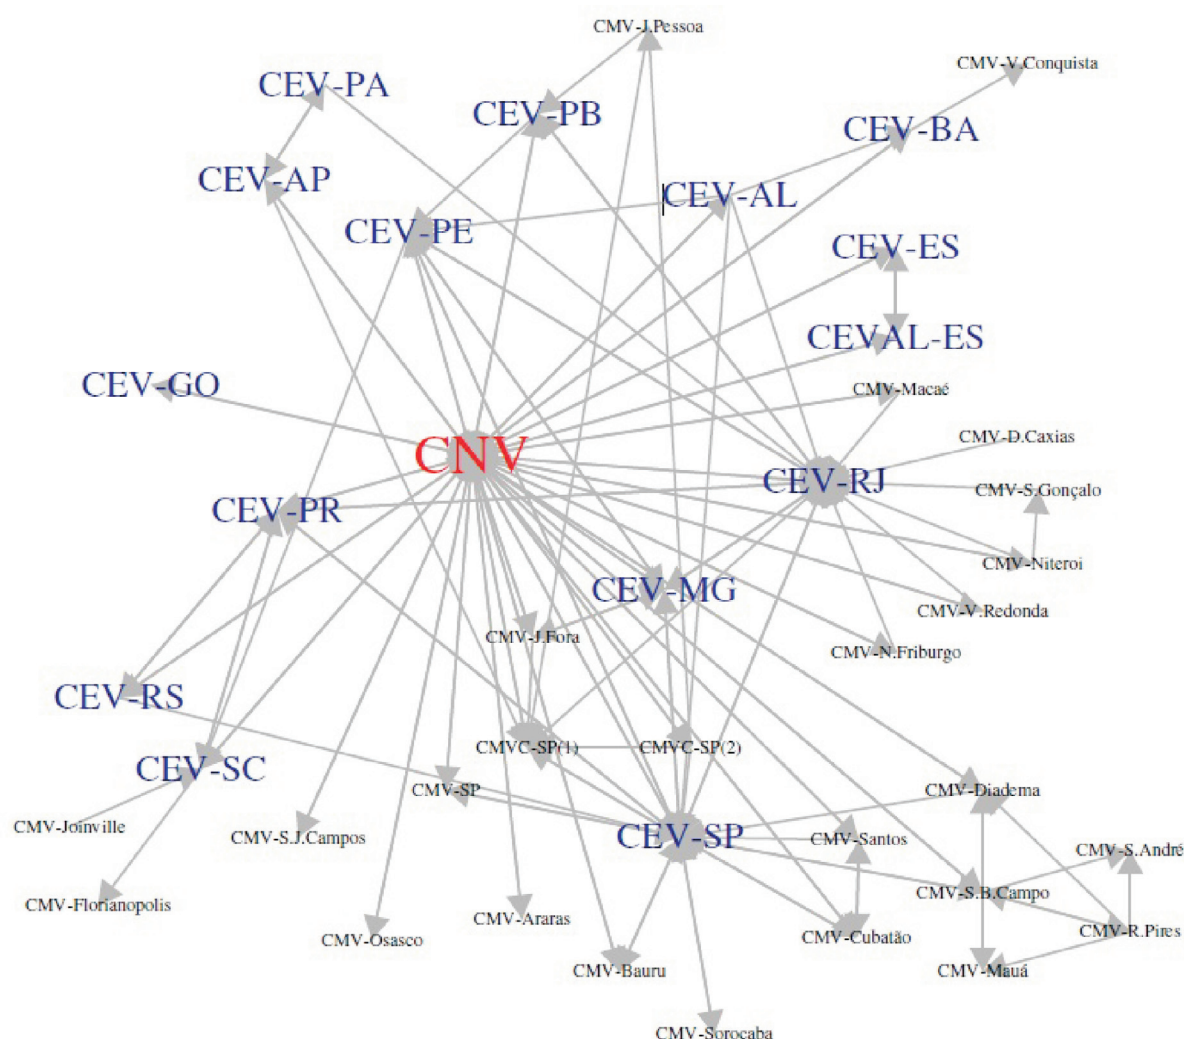 CMV-J.Pessoa
CMV-V.Conquista
CEV-PA
CEV-PB
CEV-BA
CEV-AP
CEV-AL
CEV-PE
CEV-ES
CEVAL-ES
CEV-GO
CMV-Macaé
CMV-D.Caxias
CNV
CEV-RJ
CMV-S.Gonçalo
CEV-PR
CMV-Niteroi
CEV-MG
CMV-V.Redonda
CMV-J.Fora
CMV-N.Friburgo
CEV-RS
CMVC-SP(1)
CMVC-SP(2)
CEV-SC
CMV-SP
CMV-Diadema
CMV-Joinville
CMV-S.J.Campos
CEV-SP
CMV-Santos
CMV-S.André
CMV-S.B.Campo
CMV-Florianopolis
CMV-Araras
CMV-R.Pires
CMV-Osasco
CMV-Cubatão
CMV-Bauru
CMV-Mauá
CMV-Sorocaba